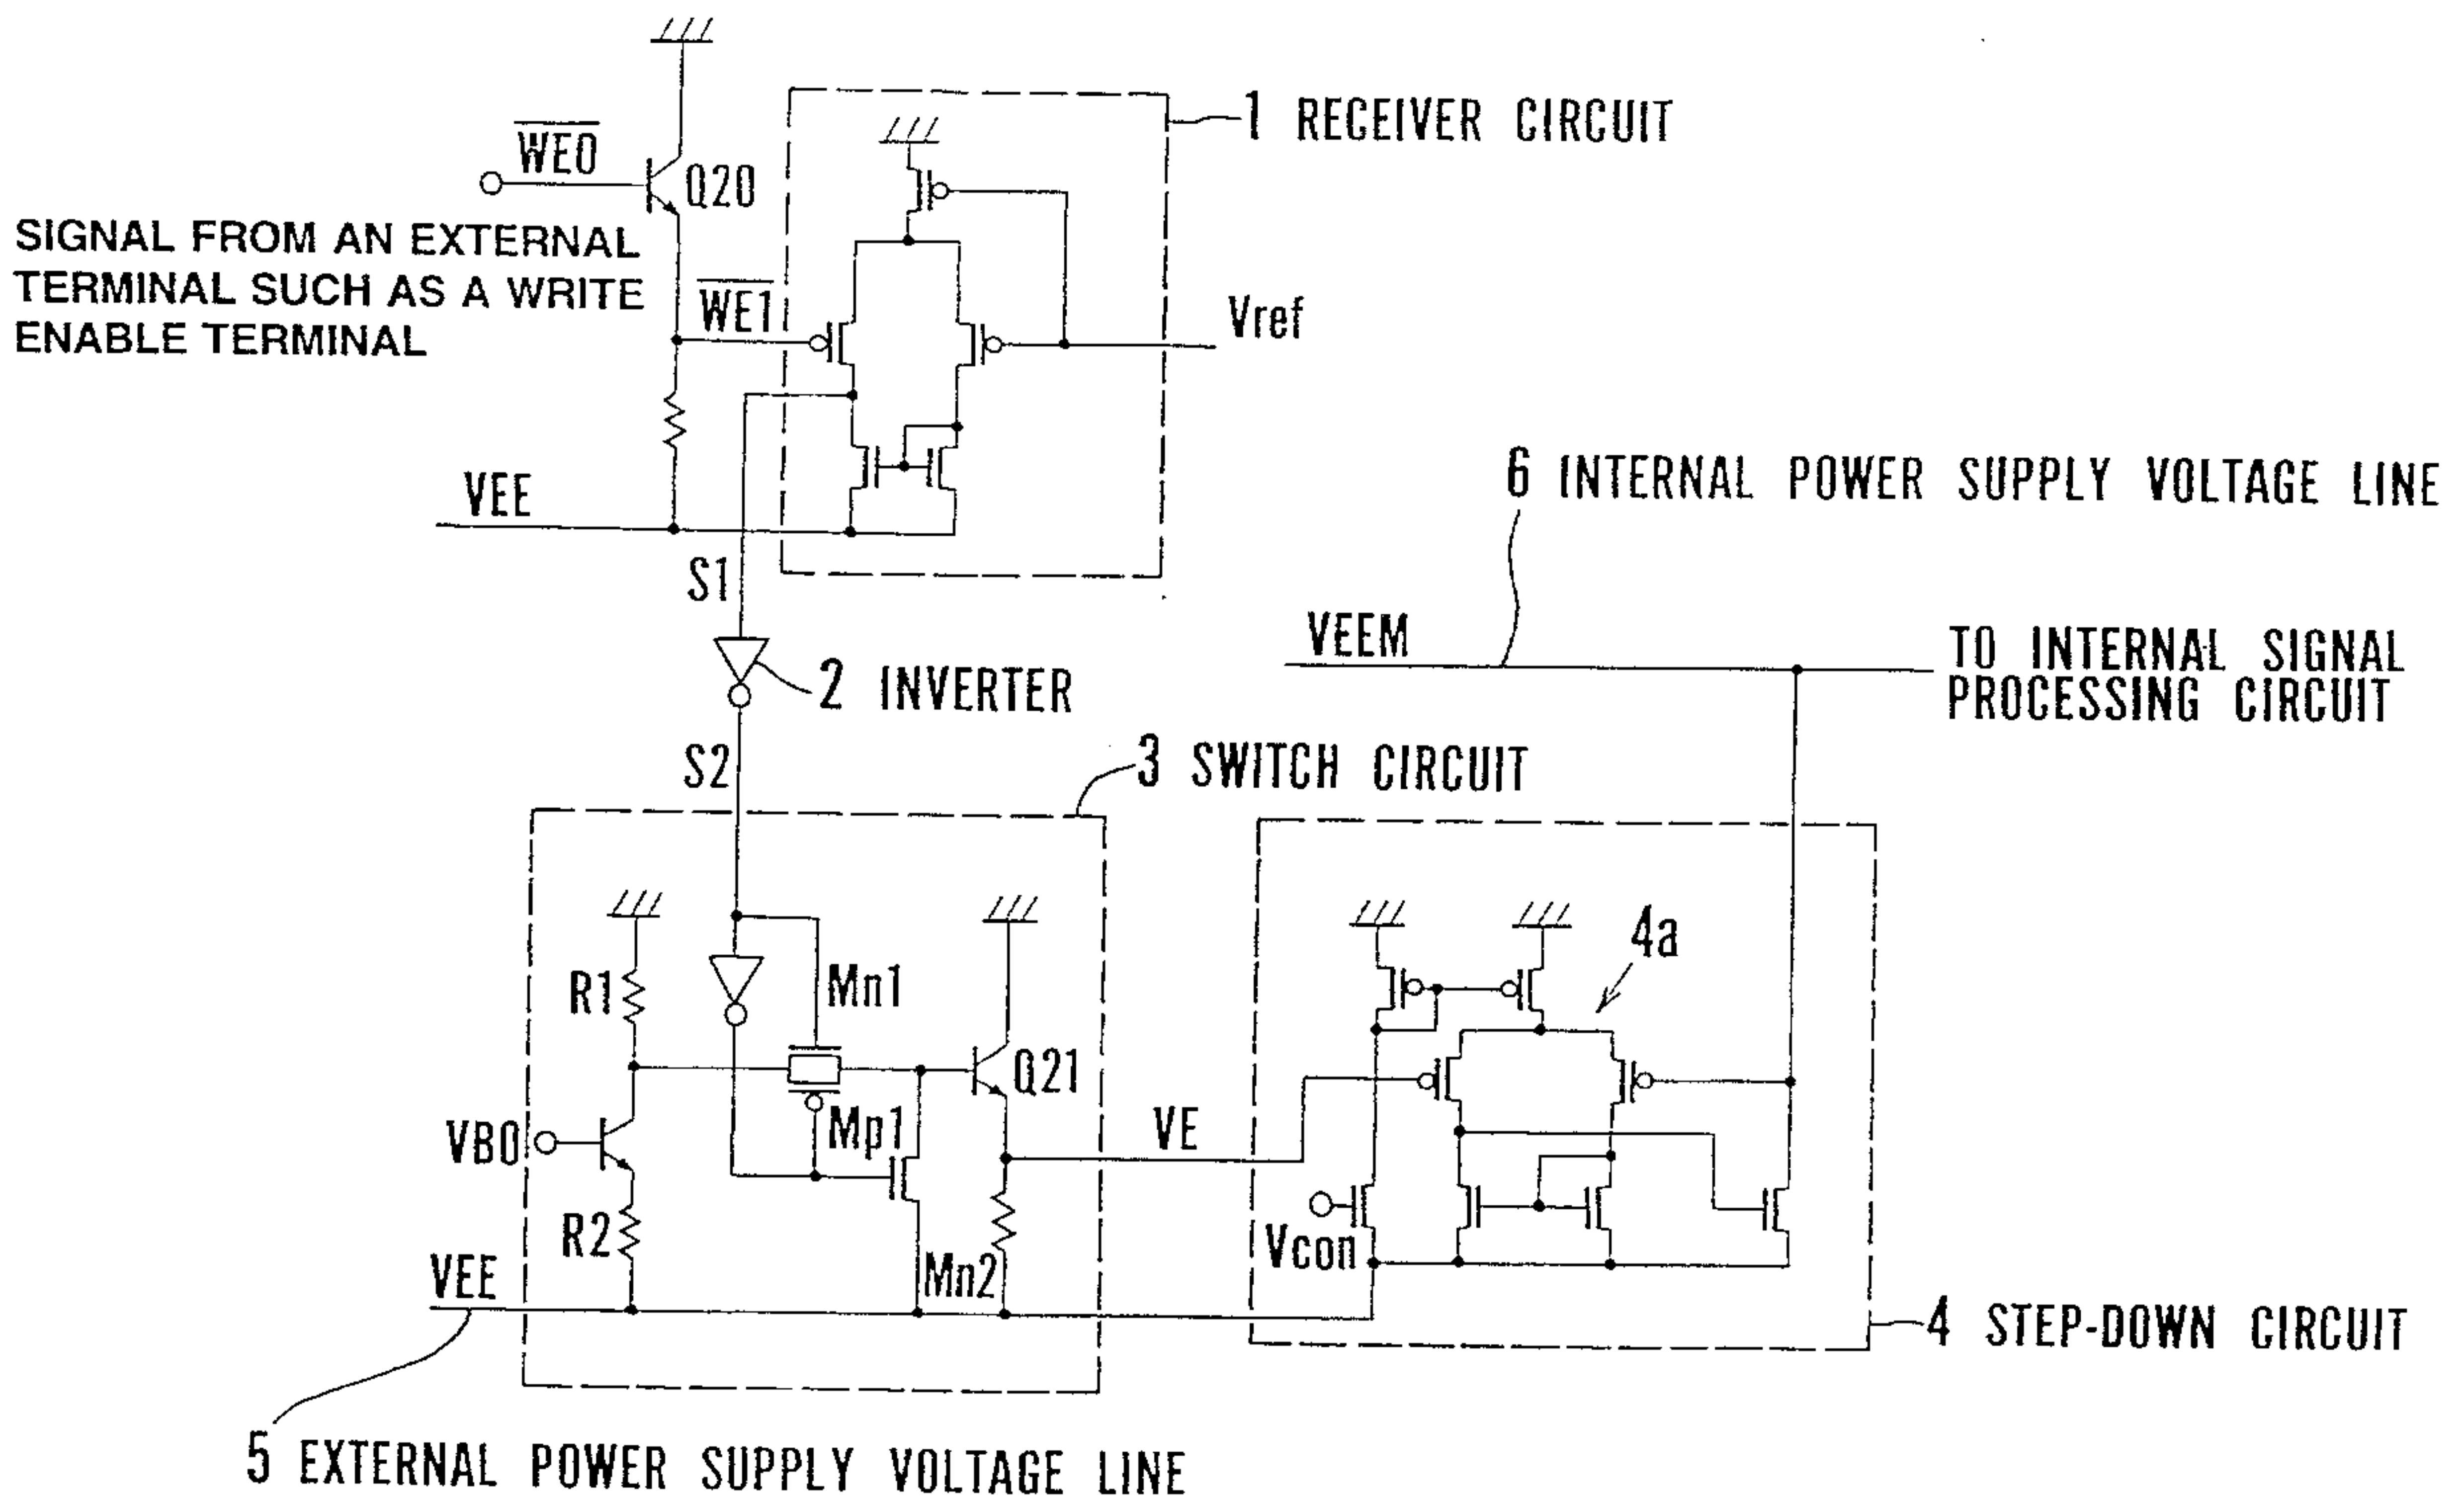 1 RECEIVER CIRCUIT
WE0
Q20
SIGNAL FROM AN EXTERNAL
TERMINAL SUCH AS A WRITE
ENABLE TERMINAL
WE1
Vref
VEE
6 INTERNAL POWER SUPPLY VOLTAGE LINE
S1
VEEM
TO INTERNAL SIGNAL
PROCESSING CIRCUIT
2 INVERTER
S2
3 SWITCH CIRCUIT
4a
R1
Mn1
Q21
VB0
Mp1
VE
R2
Vcon
VEE
Mn2
4 STEP-DOWN CIRCUIT
5 EXTERNAL POWER SUPPLY VOLTAGE LINE